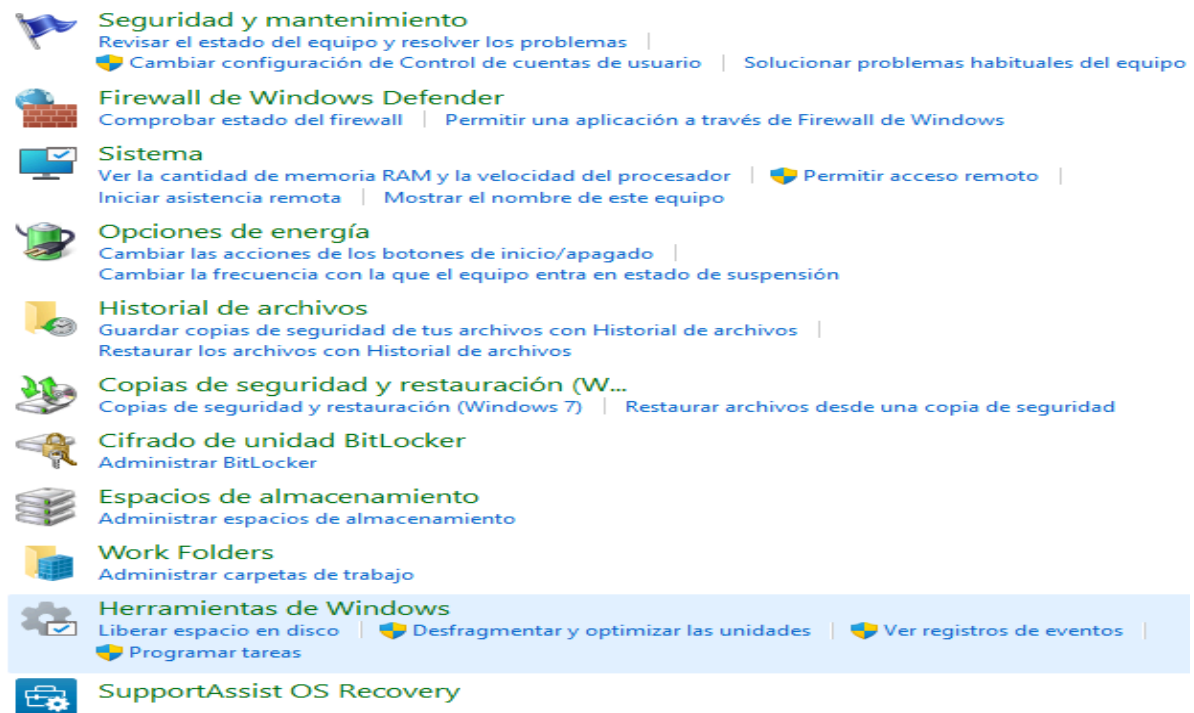 Seguridad y mantenimiento
Revisar el estado del equipo y resolver los problemas
Cambiar configuración de Control de cuentas de usuario | Solucionar problemas habituales del equipo
Firewall de Windows Defender
Comprobar estado del firewall | Permitir una aplicación a través de Firewall de Windows
Sistema
Ver la cantidad de memoria RAM y la velocidad del procesador | Permitir acceso remoto |
Iniciar asistencia remota | Mostrar el nombre de este equipo
Opciones de energía
Cambiar las acciones de los botones de inicio/apagado |
Cambiar la frecuencia con la que el equipo entra en estado de suspensión
Historial de archivos
Guardar copias de seguridad de tus archivos con Historial de archivos |
Restaurar los archivos con Historial de archivos
Copias de seguridad y restauración (W...
Copias de seguridad y restauración (Windows 7) | Restaurar archivos desde una copia de seguridad
Cifrado de unidad BitLocker
Administrar BitLocker
Espacios de almacenamiento
Administrar espacios de almacenamiento
Work Folders
Administrar carpetas de trabajo
Herramientas de Windows
Liberar espacio en disco | Desfragmentar y optimizar las unidades | Ver registros de eventos |
Programar tareas
SupportAssist OS Recovery